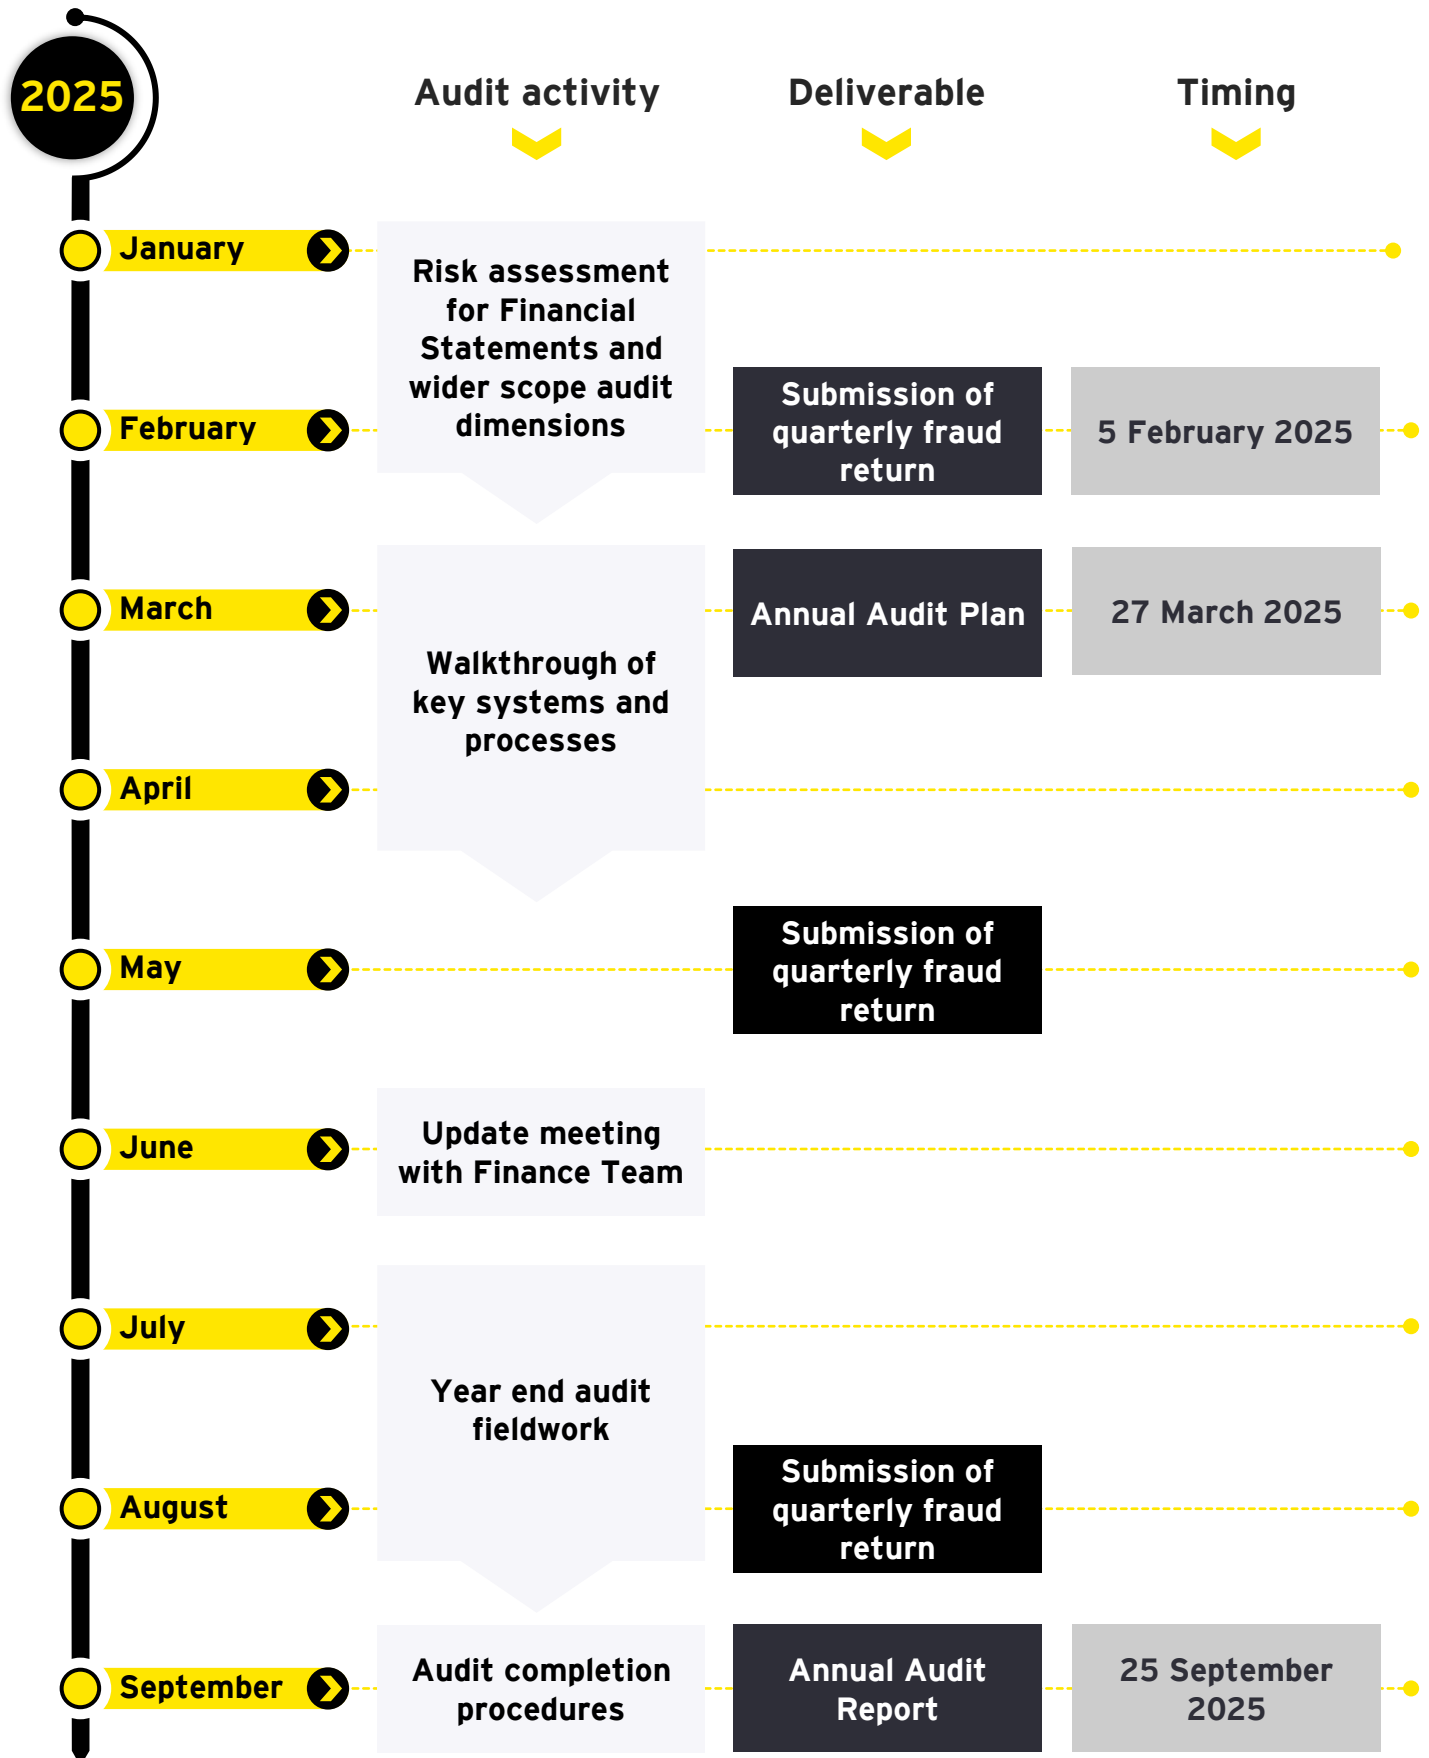 2025
Audit activity
Deliverable
Timing
January
Risk assessment
for Financial
Statements and
wider scope audit
dimensions
February
Submission of
quarterly fraud
return
5 February 2025
March
Annual Audit Plan
27 March 2025
Walkthrough of
key systems and
processes
April
May
Submission of
quarterly fraud
return
June
Update meeting
with Finance Team
July
Year end audit
fieldwork
August
Submission of
quarterly fraud
return
September
Audit completion
procedures
Annual Audit
Report
25 September
2025